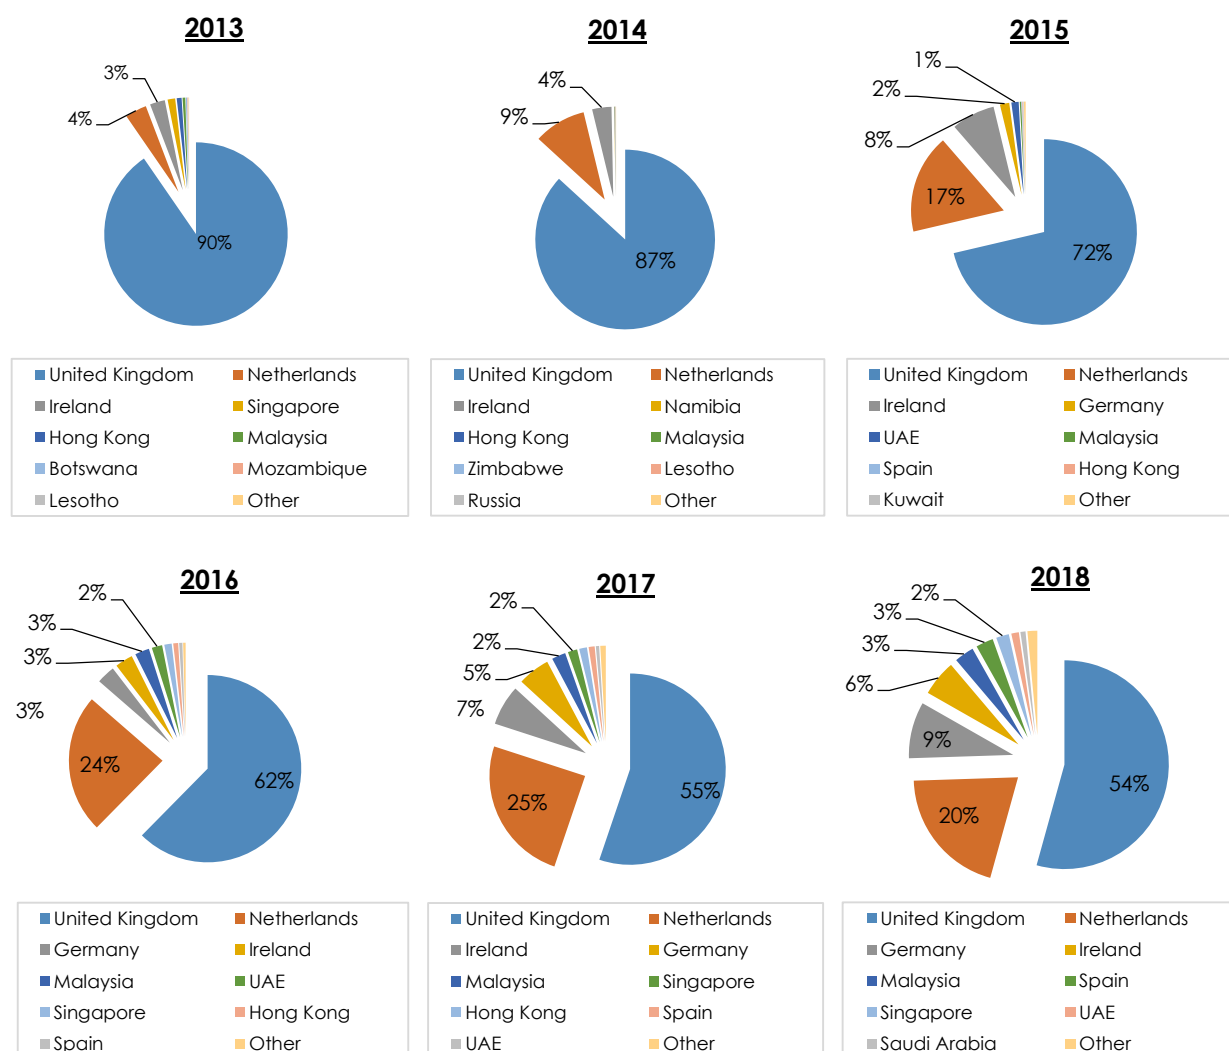 2013
3%
4%
90%
United Kingdom Netherlands
Ireland Singapore
Hong Kong Malaysia
Botswana Mozambique
Lesotho Other
2014
4%
9%
87%
United Kingdom Netherlands
Ireland Namibia
Hong Kong Malaysia
Zimbabwe Lesotho
Russia Other
2015
1%
2%
8%
17%
72%
United Kingdom Netherlands
Ireland Germany
UAE Malaysia
Spain Hong Kong
Kuwait Other
2016
2%
3%
3%
3%
24%
62%
United Kingdom Netherlands
Germany Ireland
Malaysia UAE
Singapore Hong Kong
Spain Other
2017
2%
2%
5%
7%
25%
55%
United Kingdom Netherlands
Ireland Germany
Malaysia Singapore
Hong Kong Spain
UAE Other
2018
2%
3%
3%
6%
9%
20%
54%
United Kingdom Netherlands
Germany Ireland
Malaysia Spain
Singapore UAE
Saudi Arabia Other